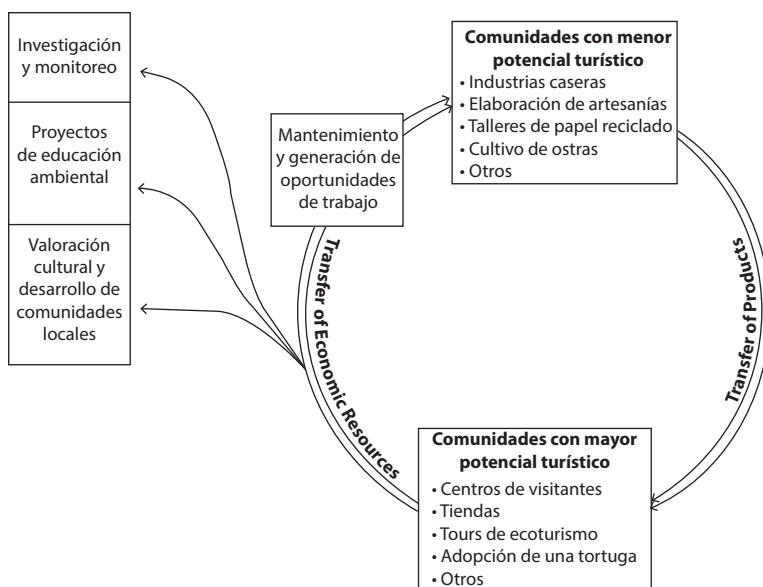 Investigación
y monitoreo
Proyectos
de educación
ambiental
Valoración
cultural y
desarrollo de
comunidades
locales
Mantenimiento
y generación de
oportunidades
de trabajo
Comunidades con menor
potencial turístico
• Industrias caseras
• Elaboración de artesanías
• Talleres de papel reciclado
• Cultivo de ostras
• Otros
Transfer of Economic Resources
Transfer of Products
Comunidades con mayor
potencial turístico
• Centros de visitantes
• Tiendas
• Tours de ecoturismo
• Adopción de una tortuga
• Otros